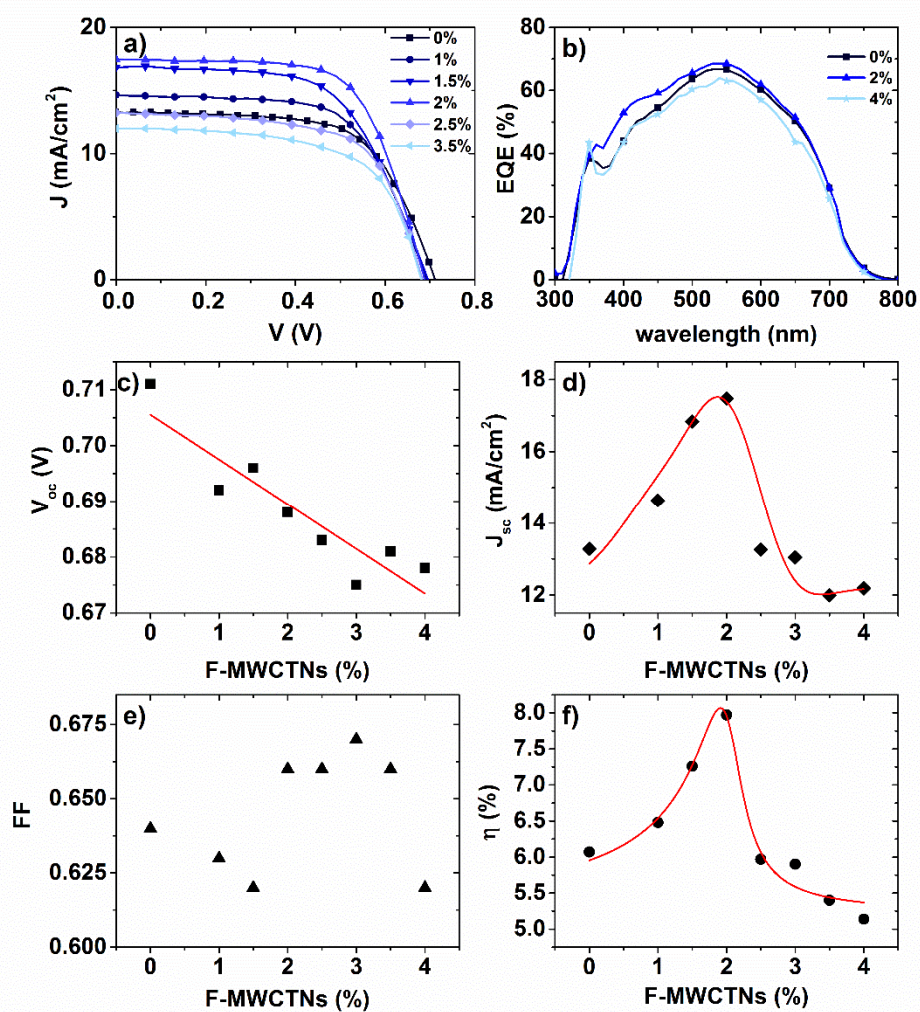 a)
20
10
0
J (mA/cm²)
0.0 0.2 0.4 0.6 0.8
V (V)
0%
1%
1.5%
2%
2.5%
3.5%
b)
80
60
40
20
0
EQE (%)
300 400 500 600 700 800
wavelength (nm)
0%
2%
4%
c)
0.71
0.70
0.69
0.68
0.67
Voc (V)
0 1 2 3 4
F-MWCTNs (%)
d)
18
16
14
12
Jsc (mA/cm²)
0 1 2 3 4
F-MWCTNs (%)
e)
0.675
0.650
0.625
0.600
FF
0 1 2 3 4
F-MWCTNs (%)
f)
8.0
7.5
7.0
6.5
6.0
5.5
5.0
η (%)
0 1 2 3 4
F-MWCTNs (%)